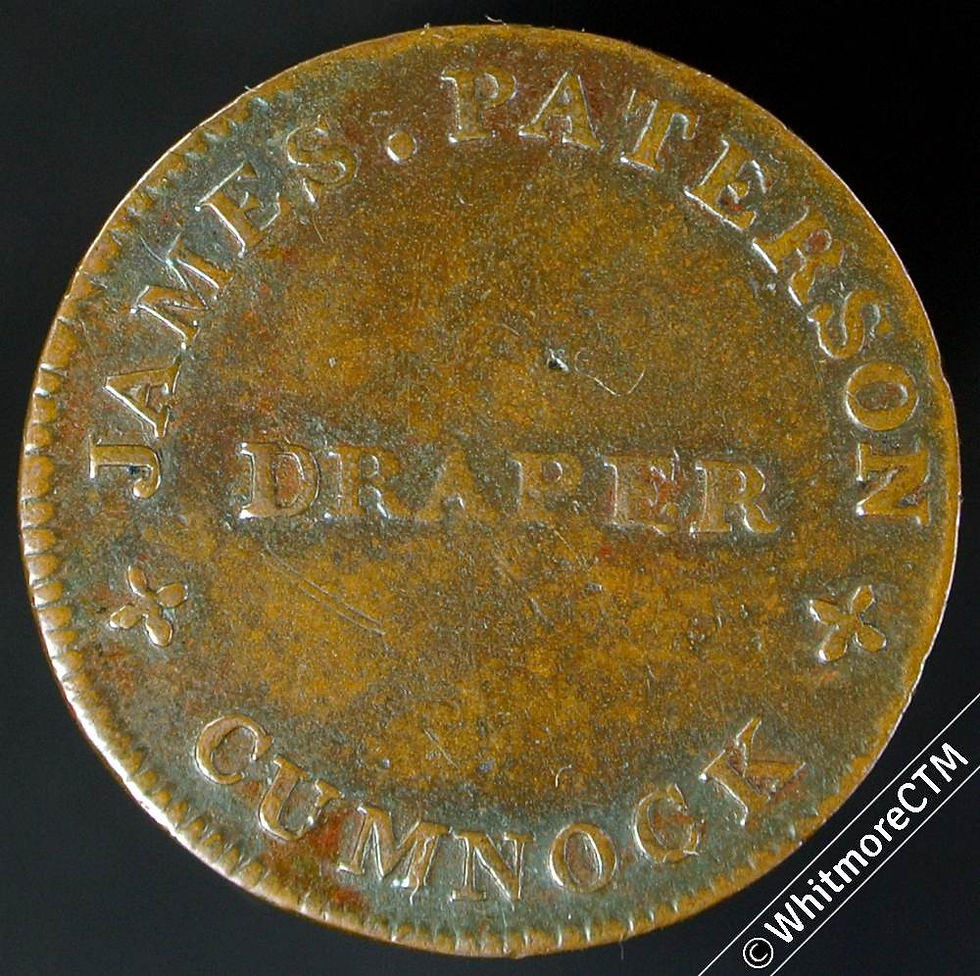 JAMES · PATERSON
DRAPER
CUMNOCK
© WhitmoreCTM